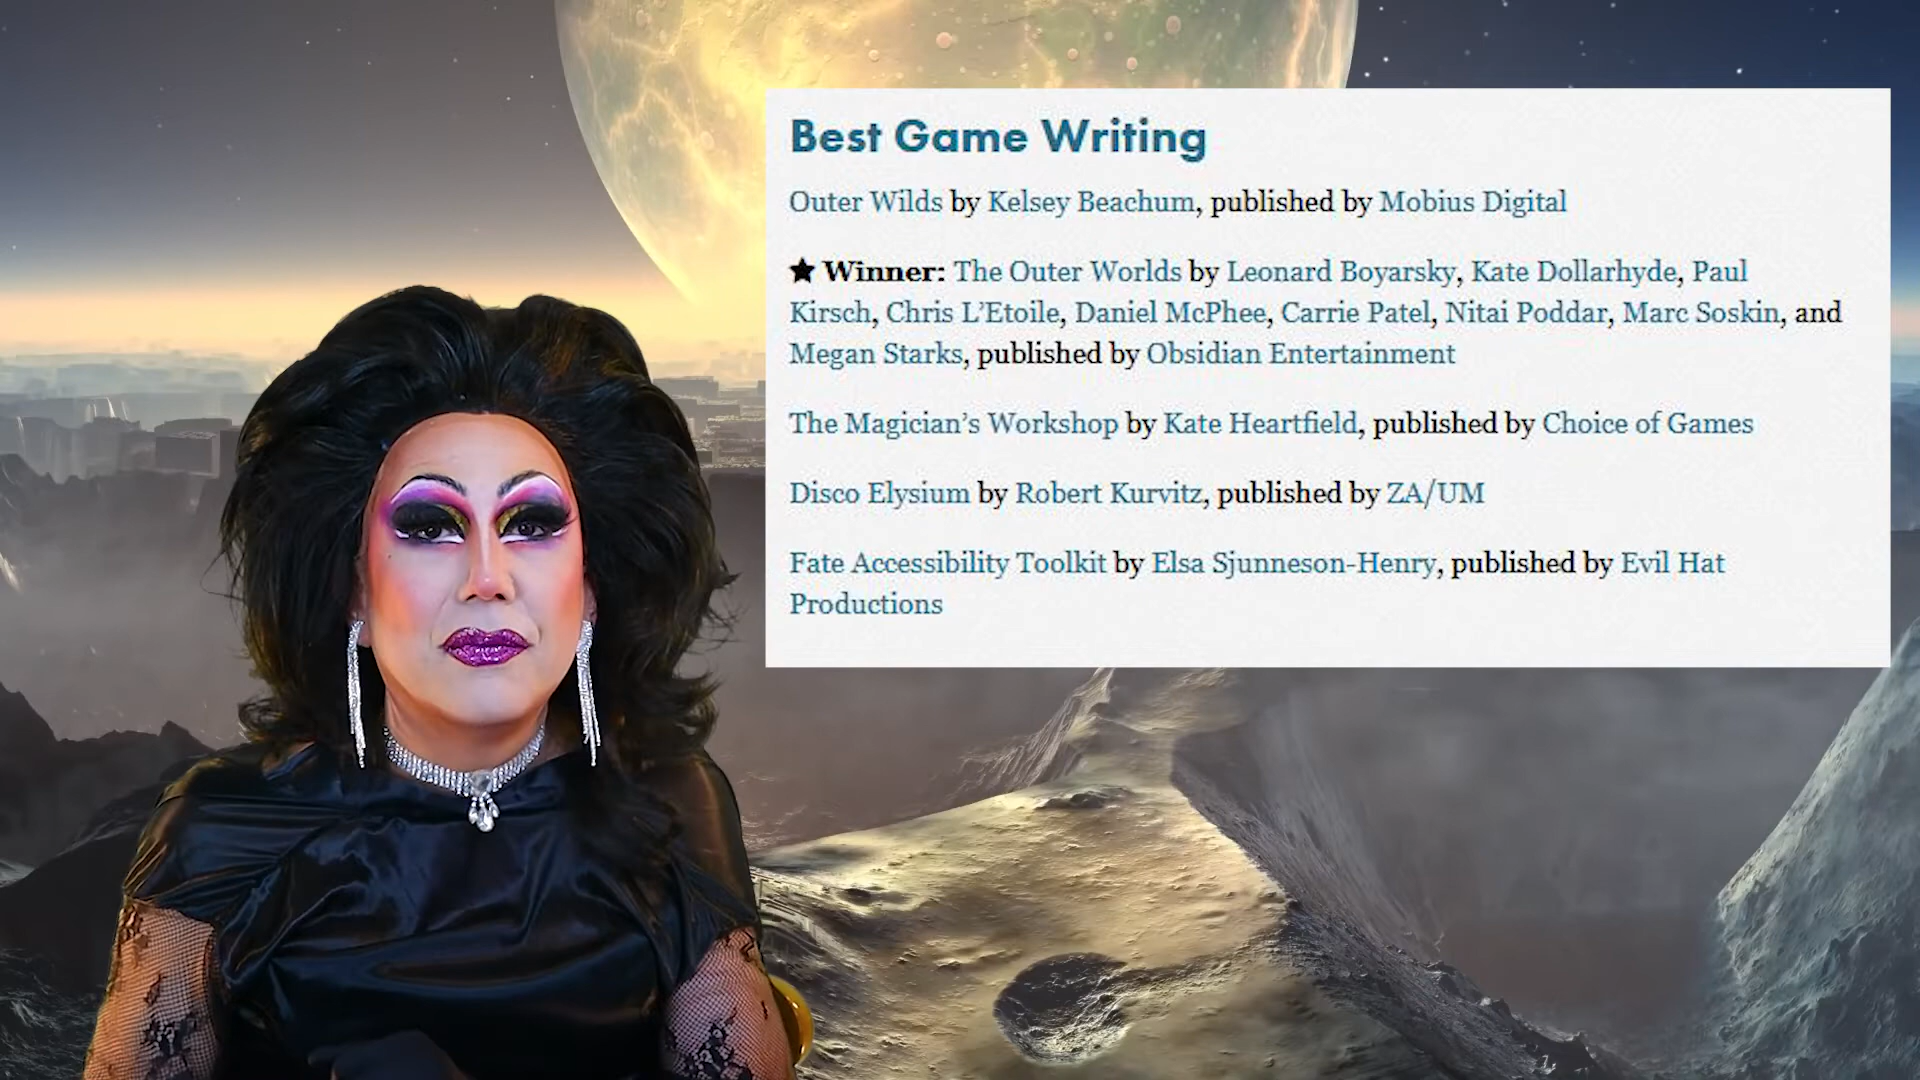 Best Game Writing
Outer Wilds by Kelsey Beachum, published by Mobius Digital
★ Winner: The Outer Worlds by Leonard Boyarsky, Kate Dollarhyde, Paul
Kirsch, Chris L’Etoile, Daniel McPhee, Carrie Patel, Nitai Poddar, Marc Soskin, and
Megan Starks, published by Obsidian Entertainment
The Magician’s Workshop by Kate Heartfield, published by Choice of Games
Disco Elysium by Robert Kurvitz, published by ZA/UM
Fate Accessibility Toolkit by Elsa Sjunneson-Henry, published by Evil Hat
Productions